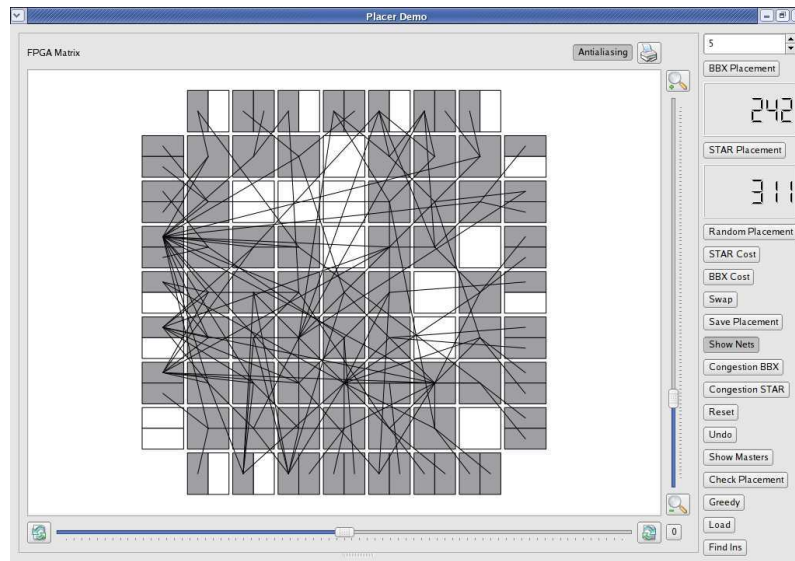 Placer Demo
FPGA Matrix
Antialiasing
5
BBX Placement
242
STAR Placement
311
Random Placement
STAR Cost
BBX Cost
Swap
Save Placement
Show Nets
Congestion BBX
Congestion STAR
Reset
Undo
Show Masters
Check Placement
Greedy
Load
Find Ins
0